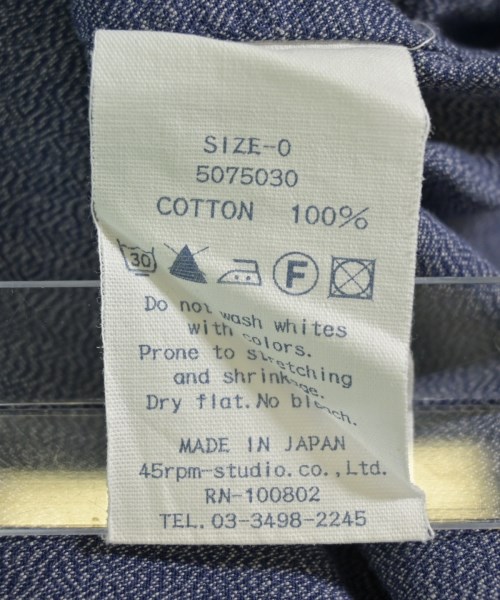 SIZE-0
5075030
COTTON 100%
30 F
Do not wash whites
with colors.
Prone to stretching
and shrinkage.
Dry flat.No bleach.
MADE IN JAPAN
45rpm-studio.co.,Ltd.
RN-100802
TEL.03-3498-2245